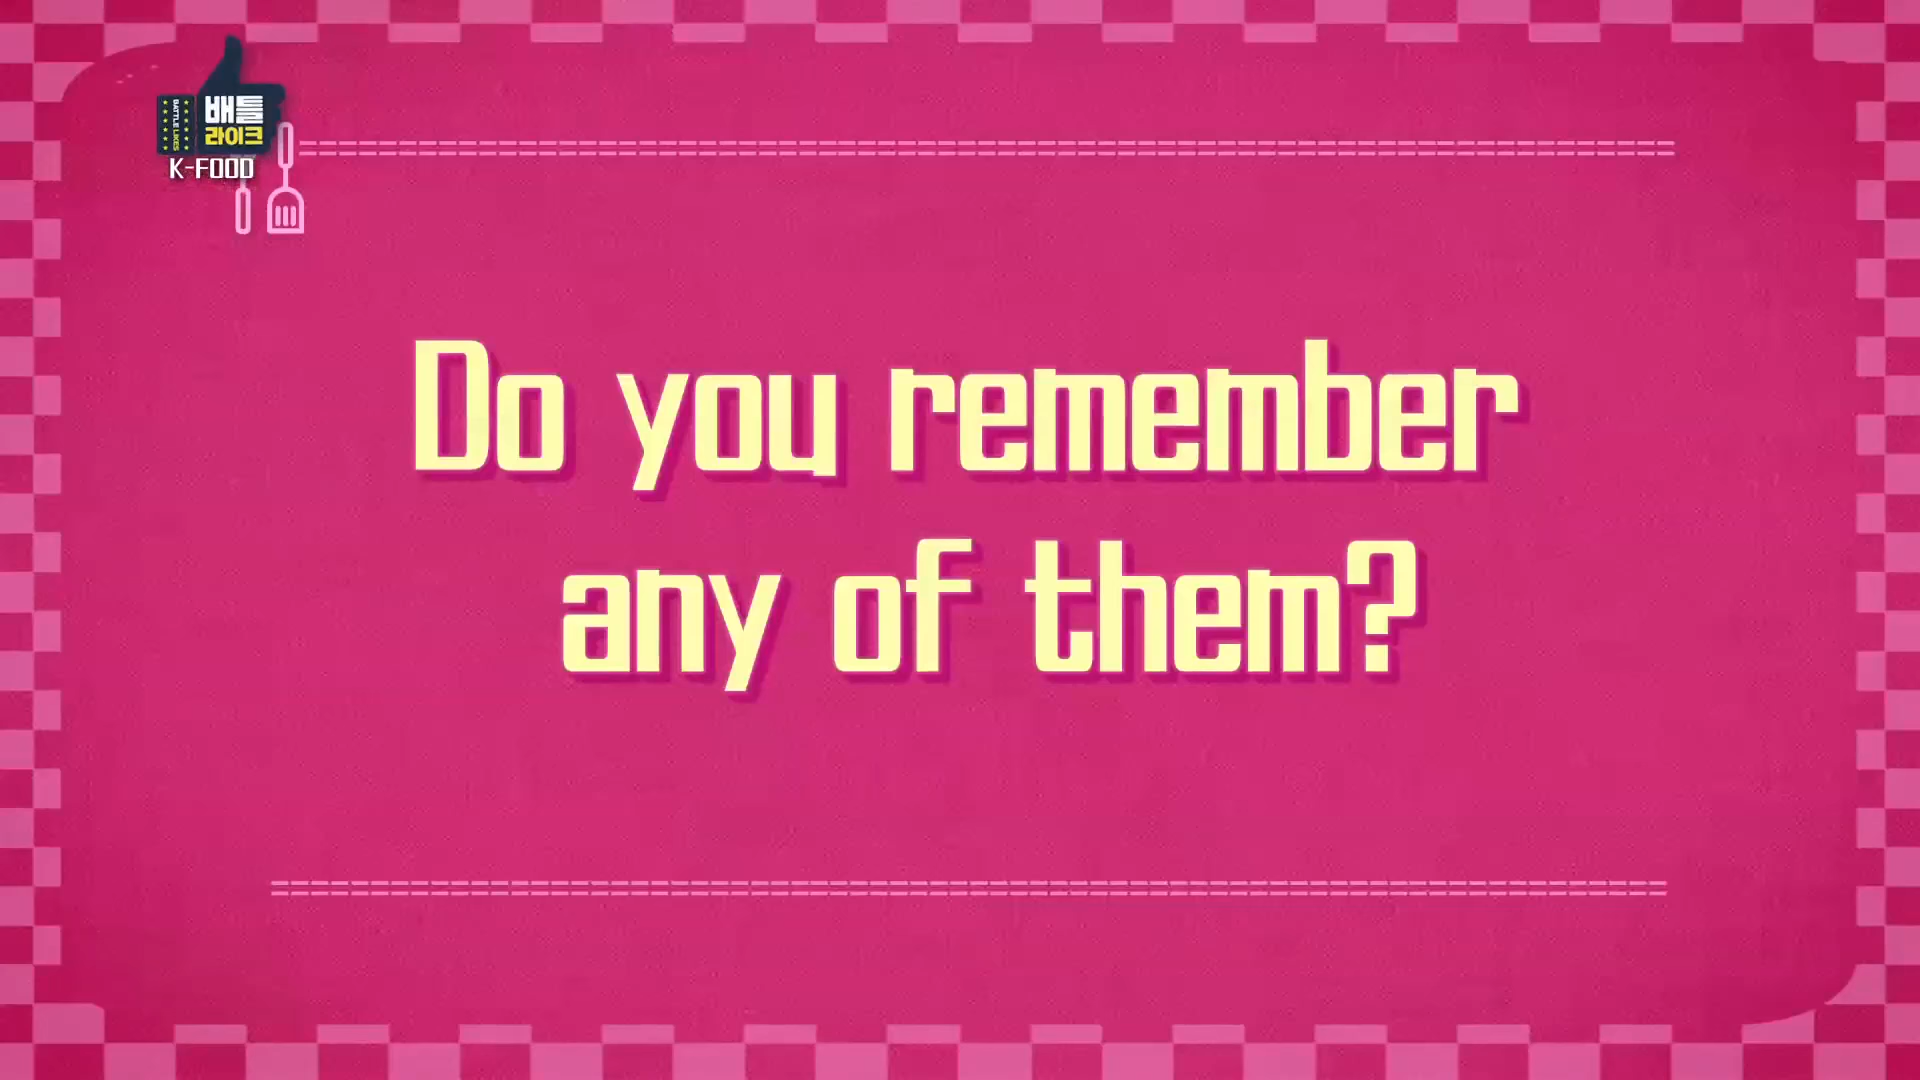 BATTLE LIKES
배틀
라이크
K-FOOD
Do you remember
any of them?